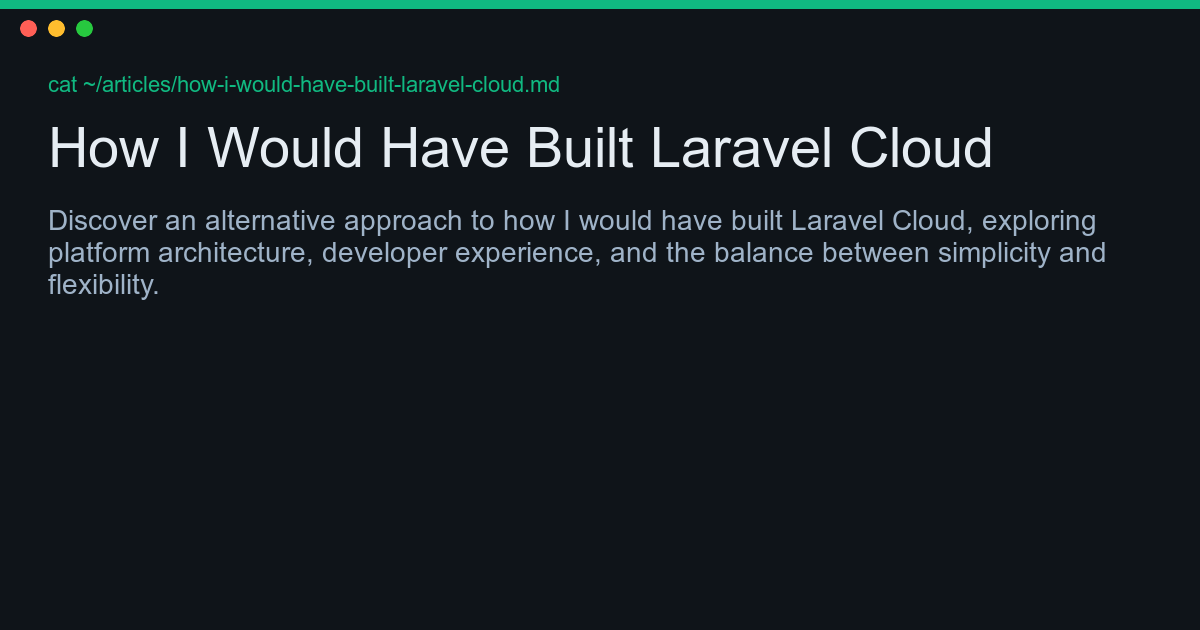 cat ~/articles/how-i-would-have-built-laravel-cloud.md
How I Would Have Built Laravel Cloud
Discover an alternative approach to how I would have built Laravel Cloud, exploring
platform architecture, developer experience, and the balance between simplicity and
flexibility.